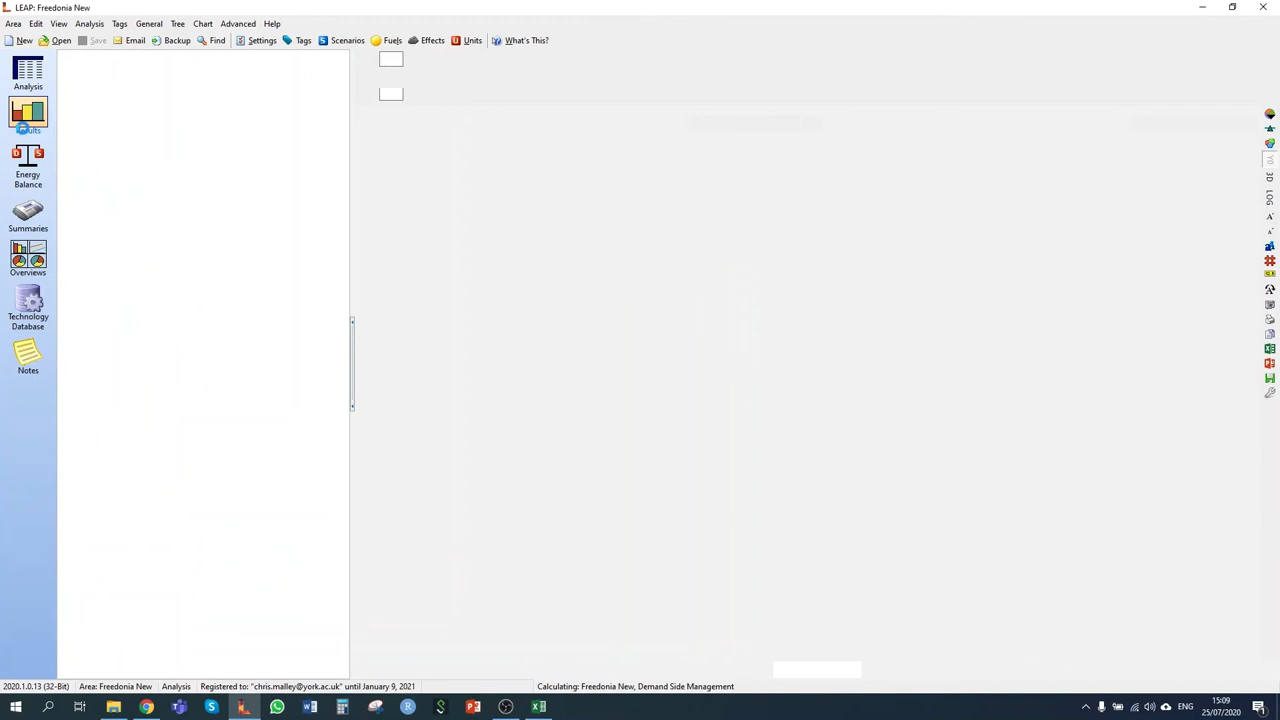 LEAP: Freedonia New
Area Edit View Analysis Tags General Tree Chart Advanced Help
New Open Save Email Backup Find Settings Tags Scenarios Fuels Effects Units What's This?
Analysis
Results
Energy
Balance
Summaries
Overviews
Technology
Database
Notes
3D
LOG
2020.1.0.13 (32-Bit) Area: Freedonia New Analysis Registered to: "chris.malley@york.ac.uk" until January 9, 2021 Calculating: Freedonia New, Demand Side Management
ENG
15:09
25/07/2020